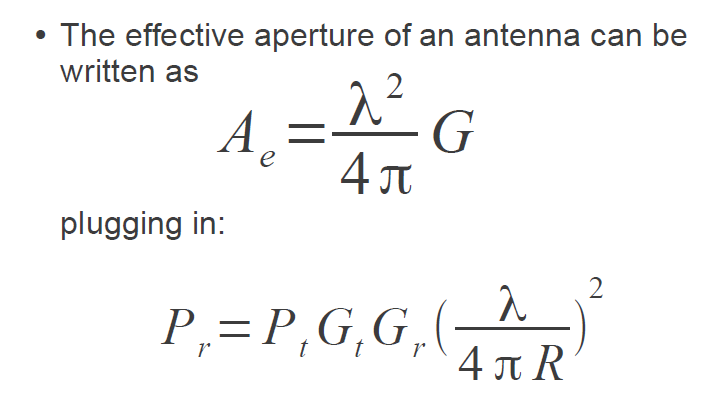 • The effective aperture of an antenna can be
written as
A_e = λ²/(4π) G
plugging in:
P_r = P_t G_t G_r (λ/(4πR))²